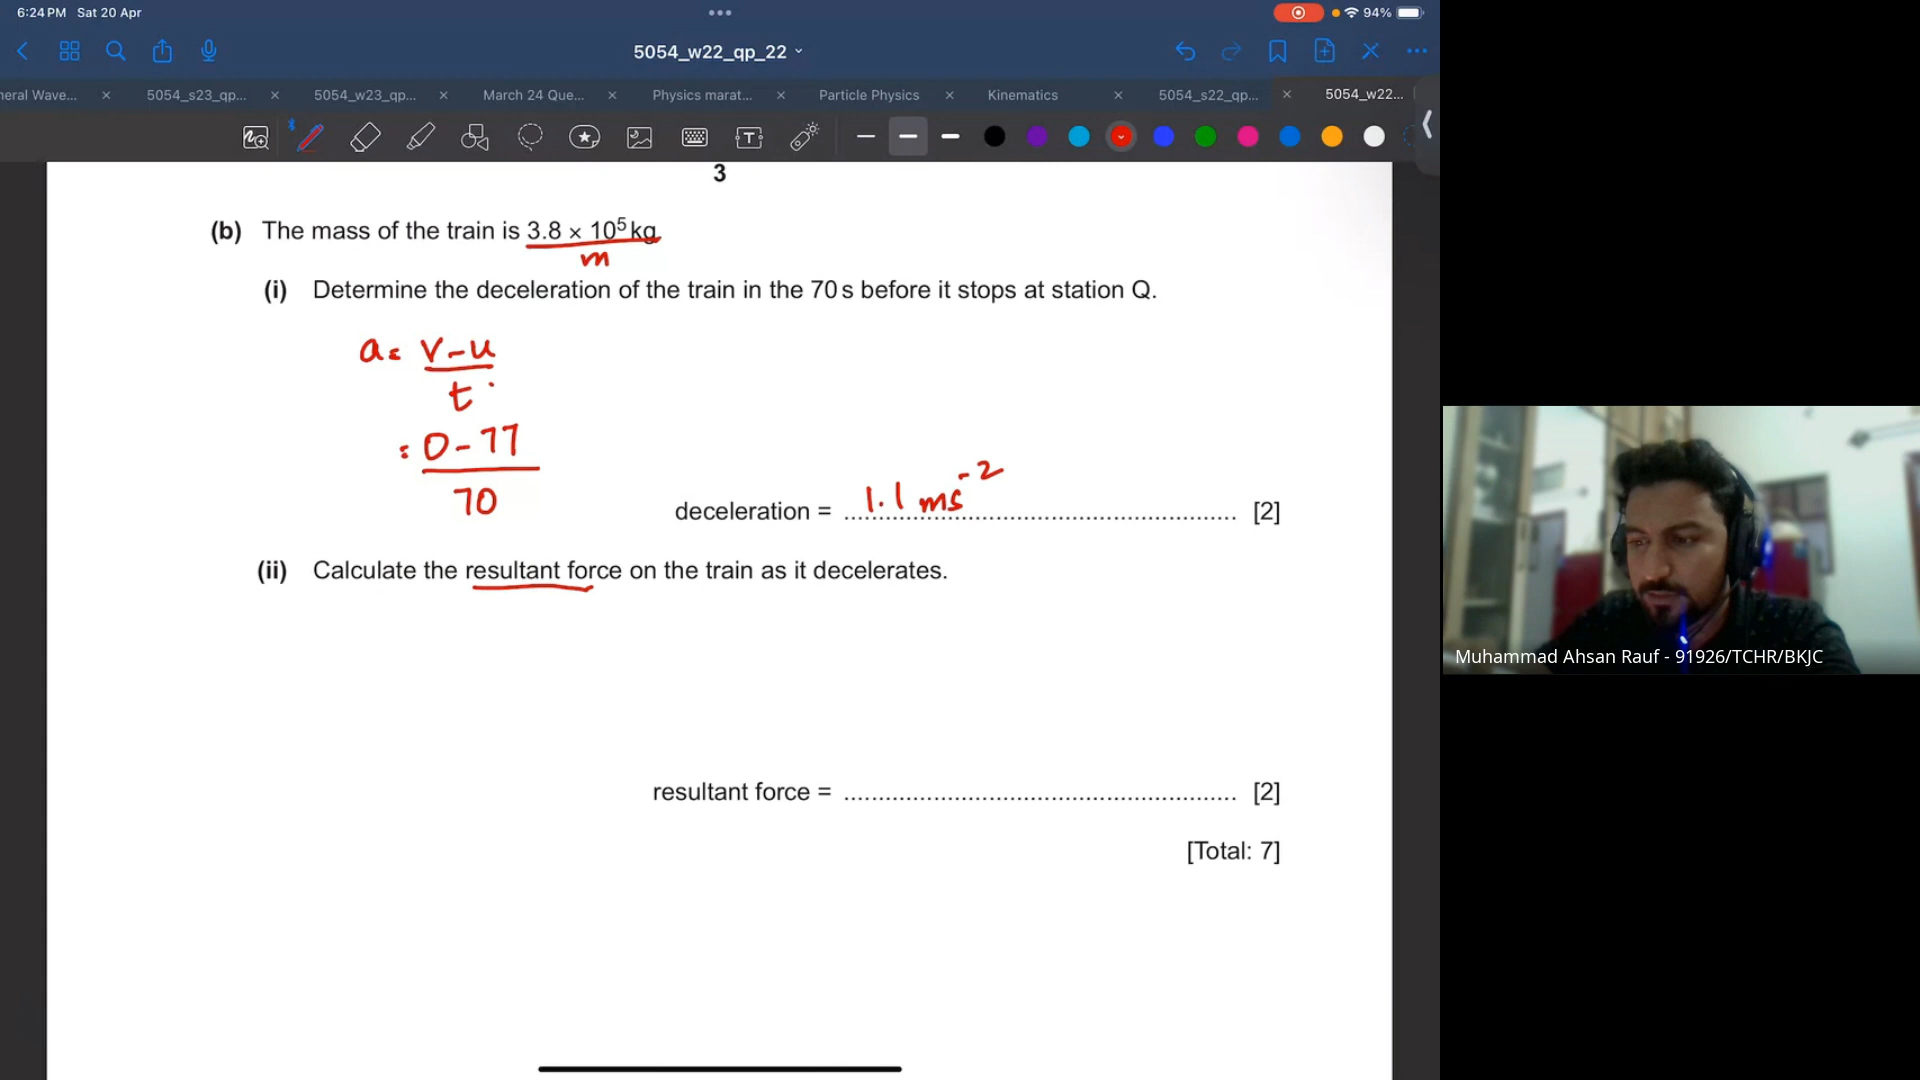 6:24 PM Sat 20 Apr
94%
5054_w22_qp_22
neral Wave...
5054_s23_qp...
5054_w23_qp...
March 24 Que...
Physics marat...
Particle Physics
Kinematics
5054_s22_qp...
5054_w22...
3
(b) The mass of the train is 3.8 × 10⁵ kg
m
(i) Determine the deceleration of the train in the 70 s before it stops at station Q.
a = v - u
t
= 0 - 77
70
deceleration = 1.1 ms⁻² [2]
(ii) Calculate the resultant force on the train as it decelerates.
resultant force = ........................................................ [2]
[Total: 7]
Muhammad Ahsan Rauf - 91926/TCHR/BKJC